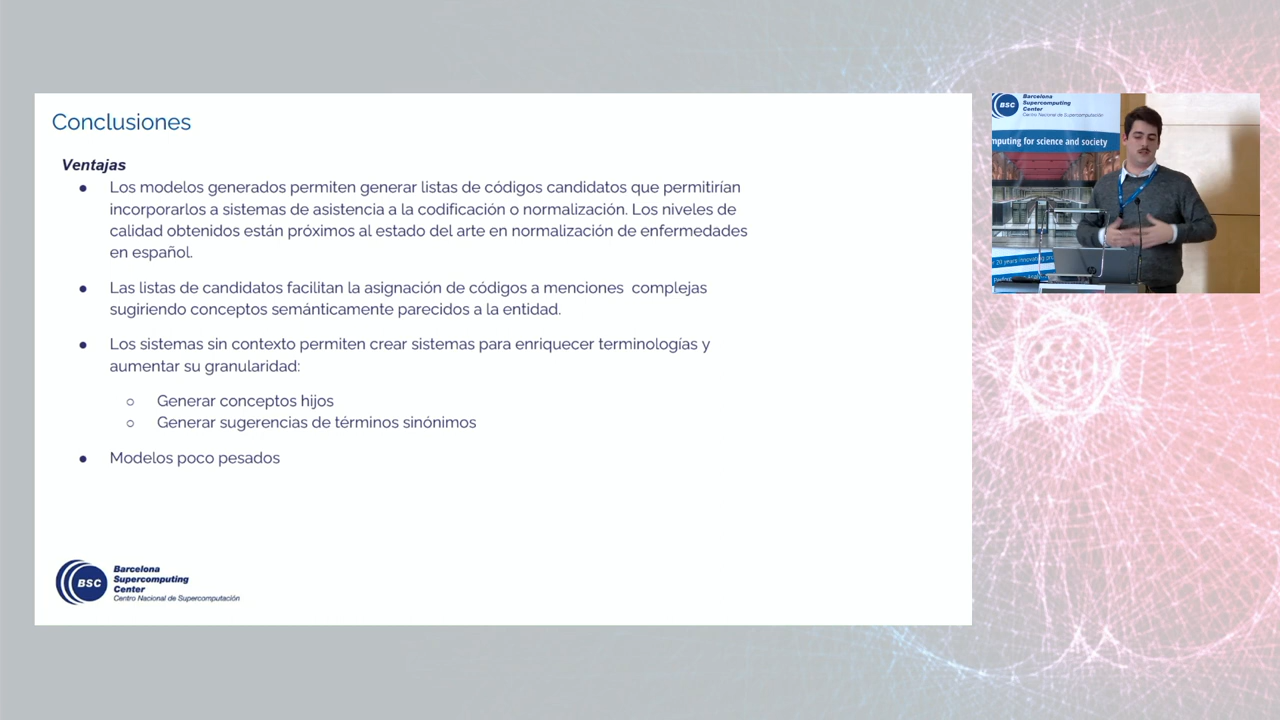 Conclusiones
Ventajas
● Los modelos generados permiten generar listas de códigos candidatos que permitirían
incorporarlos a sistemas de asistencia a la codificación o normalización. Los niveles de
calidad obtenidos están próximos al estado del arte en normalización de enfermedades
en español.
● Las listas de candidatos facilitan la asignación de códigos a menciones complejas
sugiriendo conceptos semánticamente parecidos a la entidad.
● Los sistemas sin contexto permiten crear sistemas para enriquecer terminologías y
aumentar su granularidad:
○ Generar conceptos hijos
○ Generar sugerencias de términos sinónimos
● Modelos poco pesados
BSC
Barcelona
Supercomputing
Center
Centro Nacional de Supercomputación
BSC
Barcelona
Supercomputing
Center
Centro Nacional de Supercomputación
mputing for science and society
20 years innovating